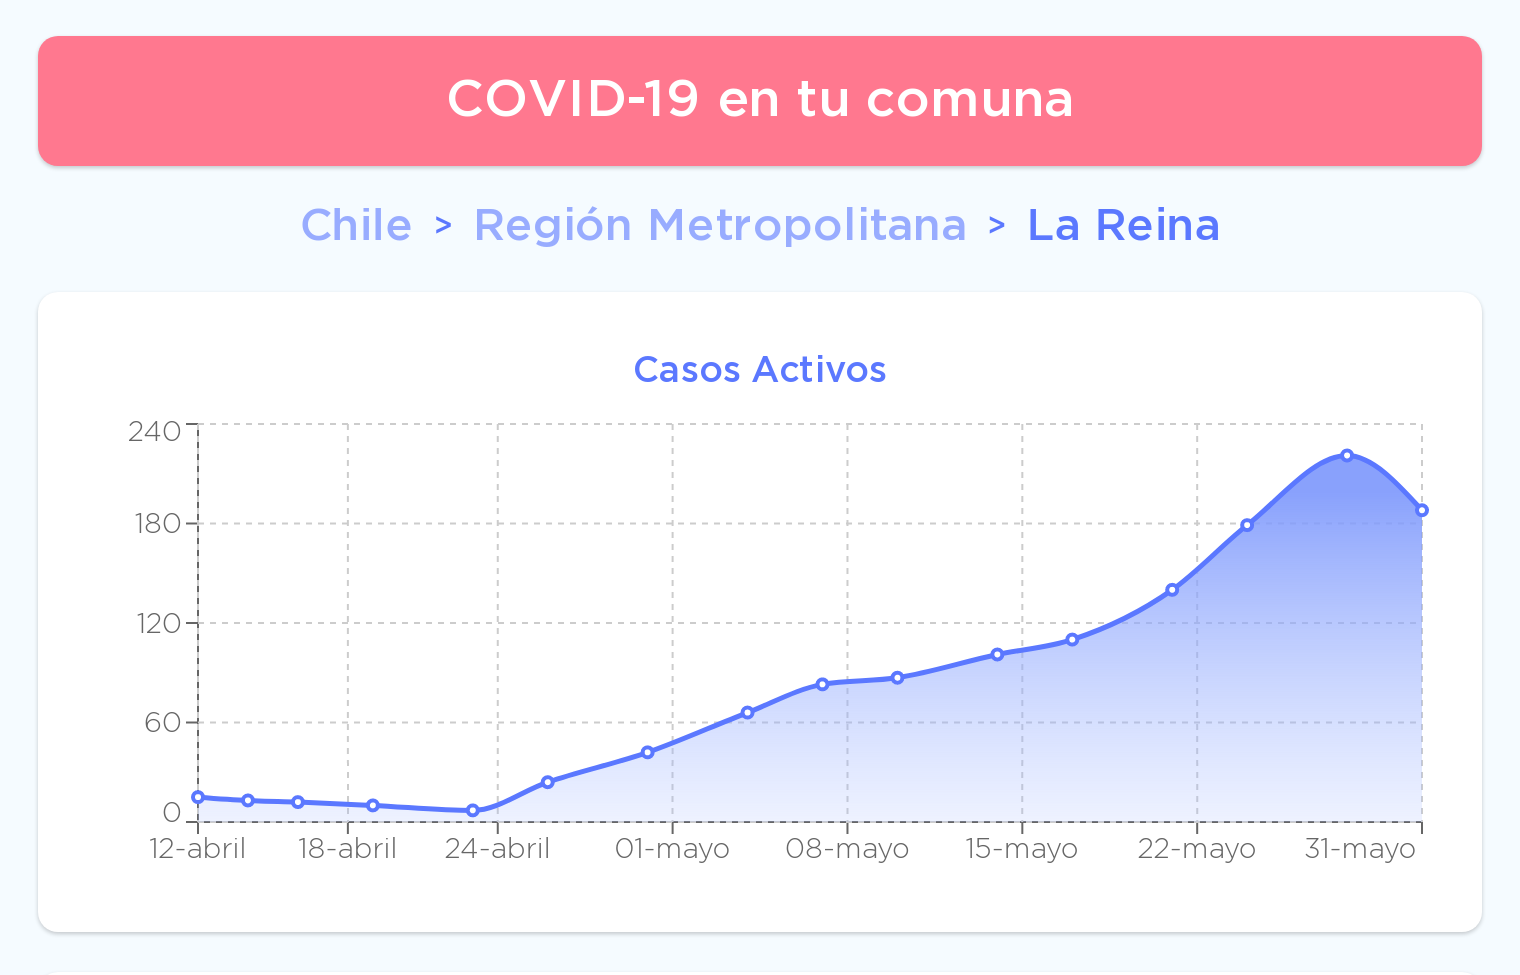 COVID-19 en tu comuna
Chile > Región Metropolitana > La Reina
Casos Activos
240
180
120
60
0
12-abril 18-abril 24-abril 01-mayo 08-mayo 15-mayo 22-mayo 31-mayo